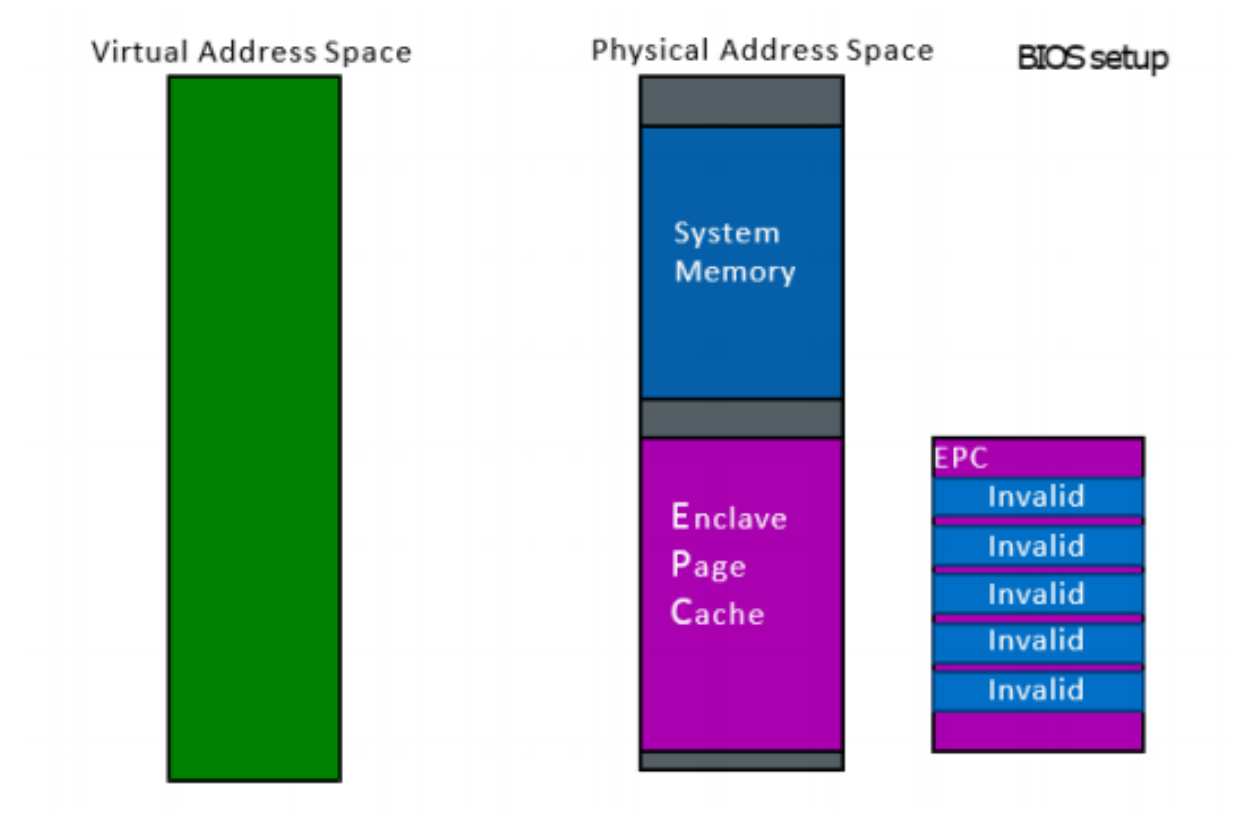 Virtual Address Space
Physical Address Space
BIOS setup
System
Memory
Enclave
Page
Cache
EPC
Invalid
Invalid
Invalid
Invalid
Invalid